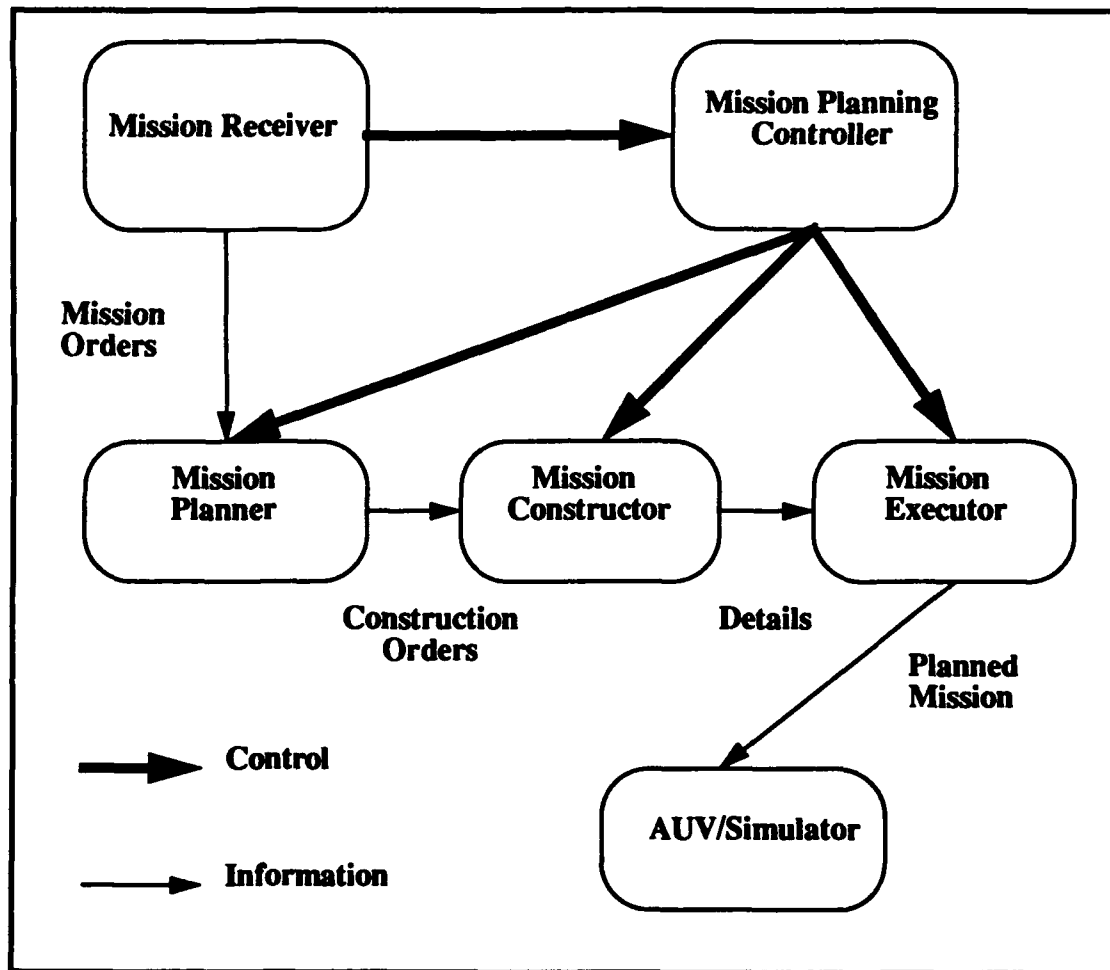 Mission Receiver
Mission Planning
Controller
Mission
Orders
Mission
Planner
Mission
Constructor
Mission
Executor
Construction
Orders
Details
Planned
Mission
Control
AUV/Simulator
Information